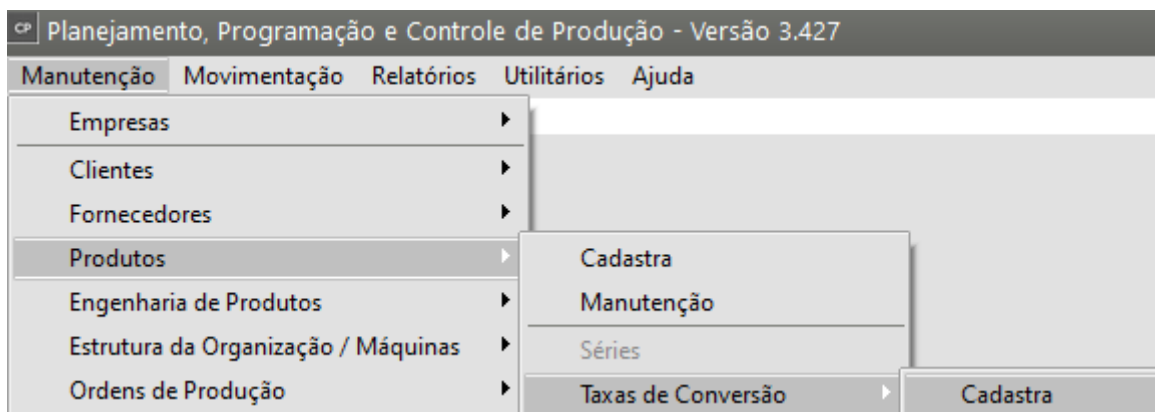 CP Planejamento, Programação e Controle de Produção - Versão 3.427
Manutenção Movimentação Relatórios Utilitários Ajuda
Empresas
Clientes
Fornecedores
Produtos
Engenharia de Produtos
Estrutura da Organização / Máquinas
Ordens de Produção
Cadastra
Manutenção
Séries
Taxas de Conversão
Cadastra